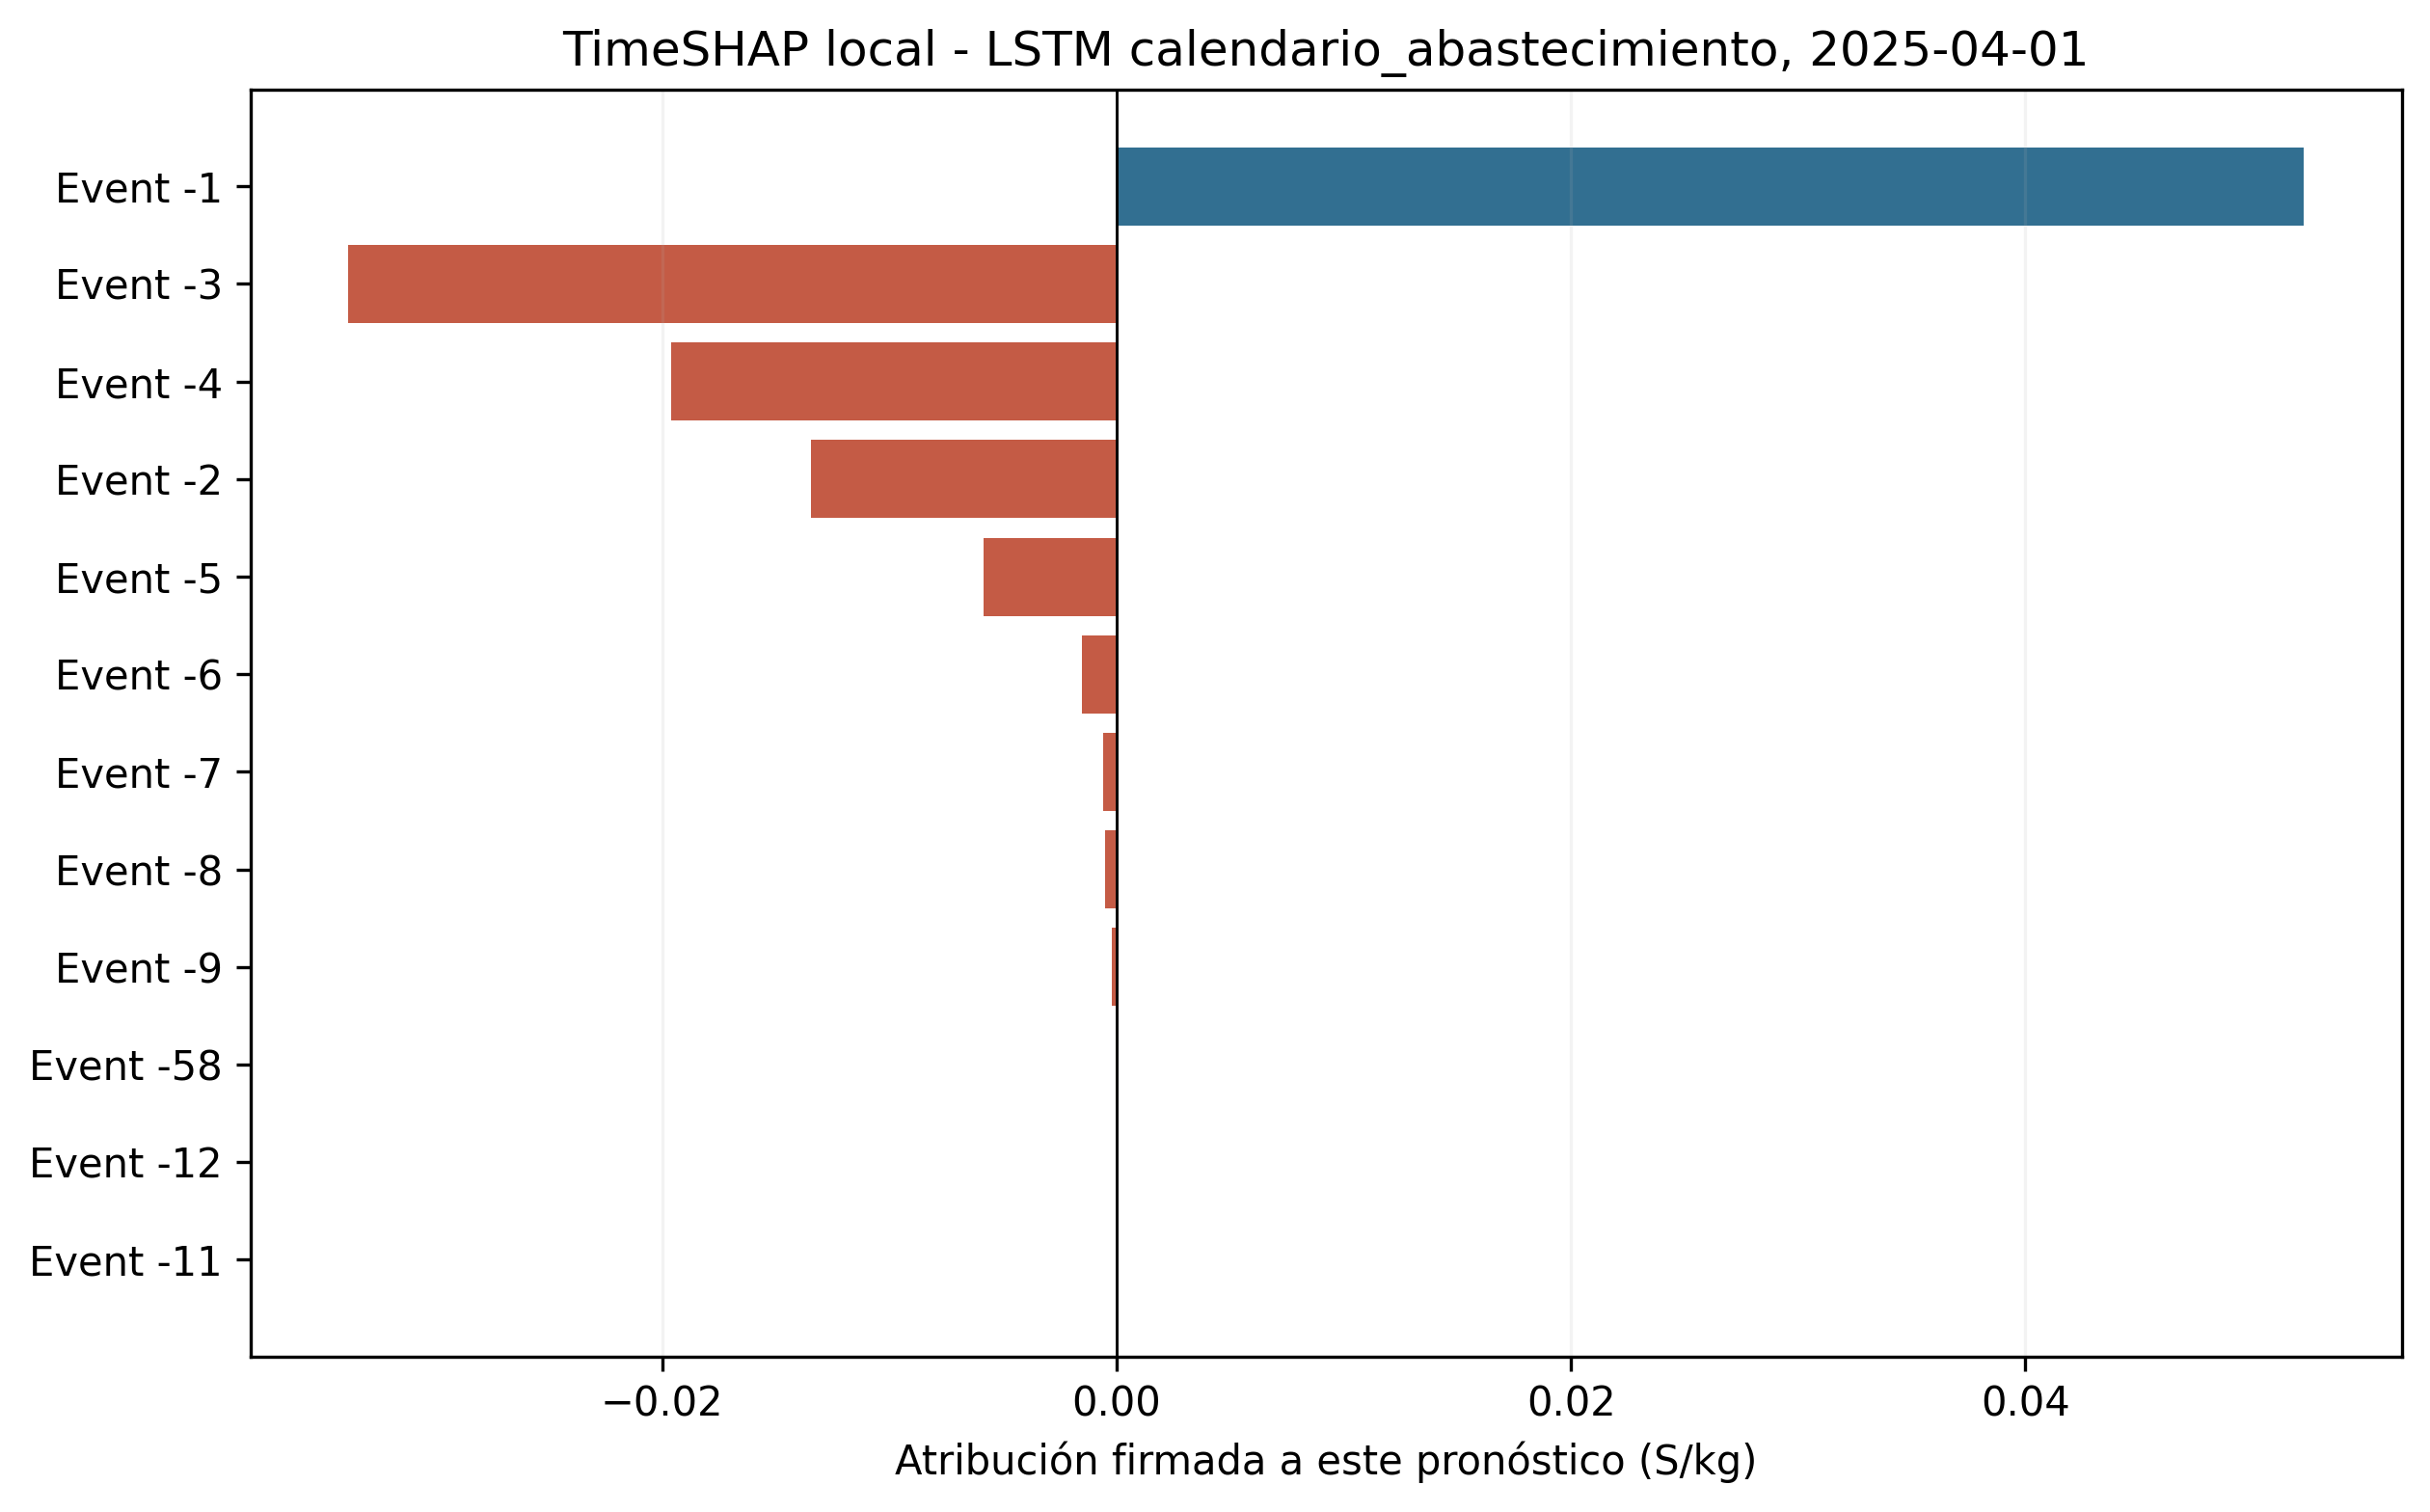 TimeSHAP local - LSTM calendario_abastecimiento, 2025-04-01
Event -1
Event -3
Event -4
Event -2
Event -5
Event -6
Event -7
Event -8
Event -9
Event -58
Event -12
Event -11
−0.02 0.00 0.02 0.04
Atribución firmada a este pronóstico (S/kg)